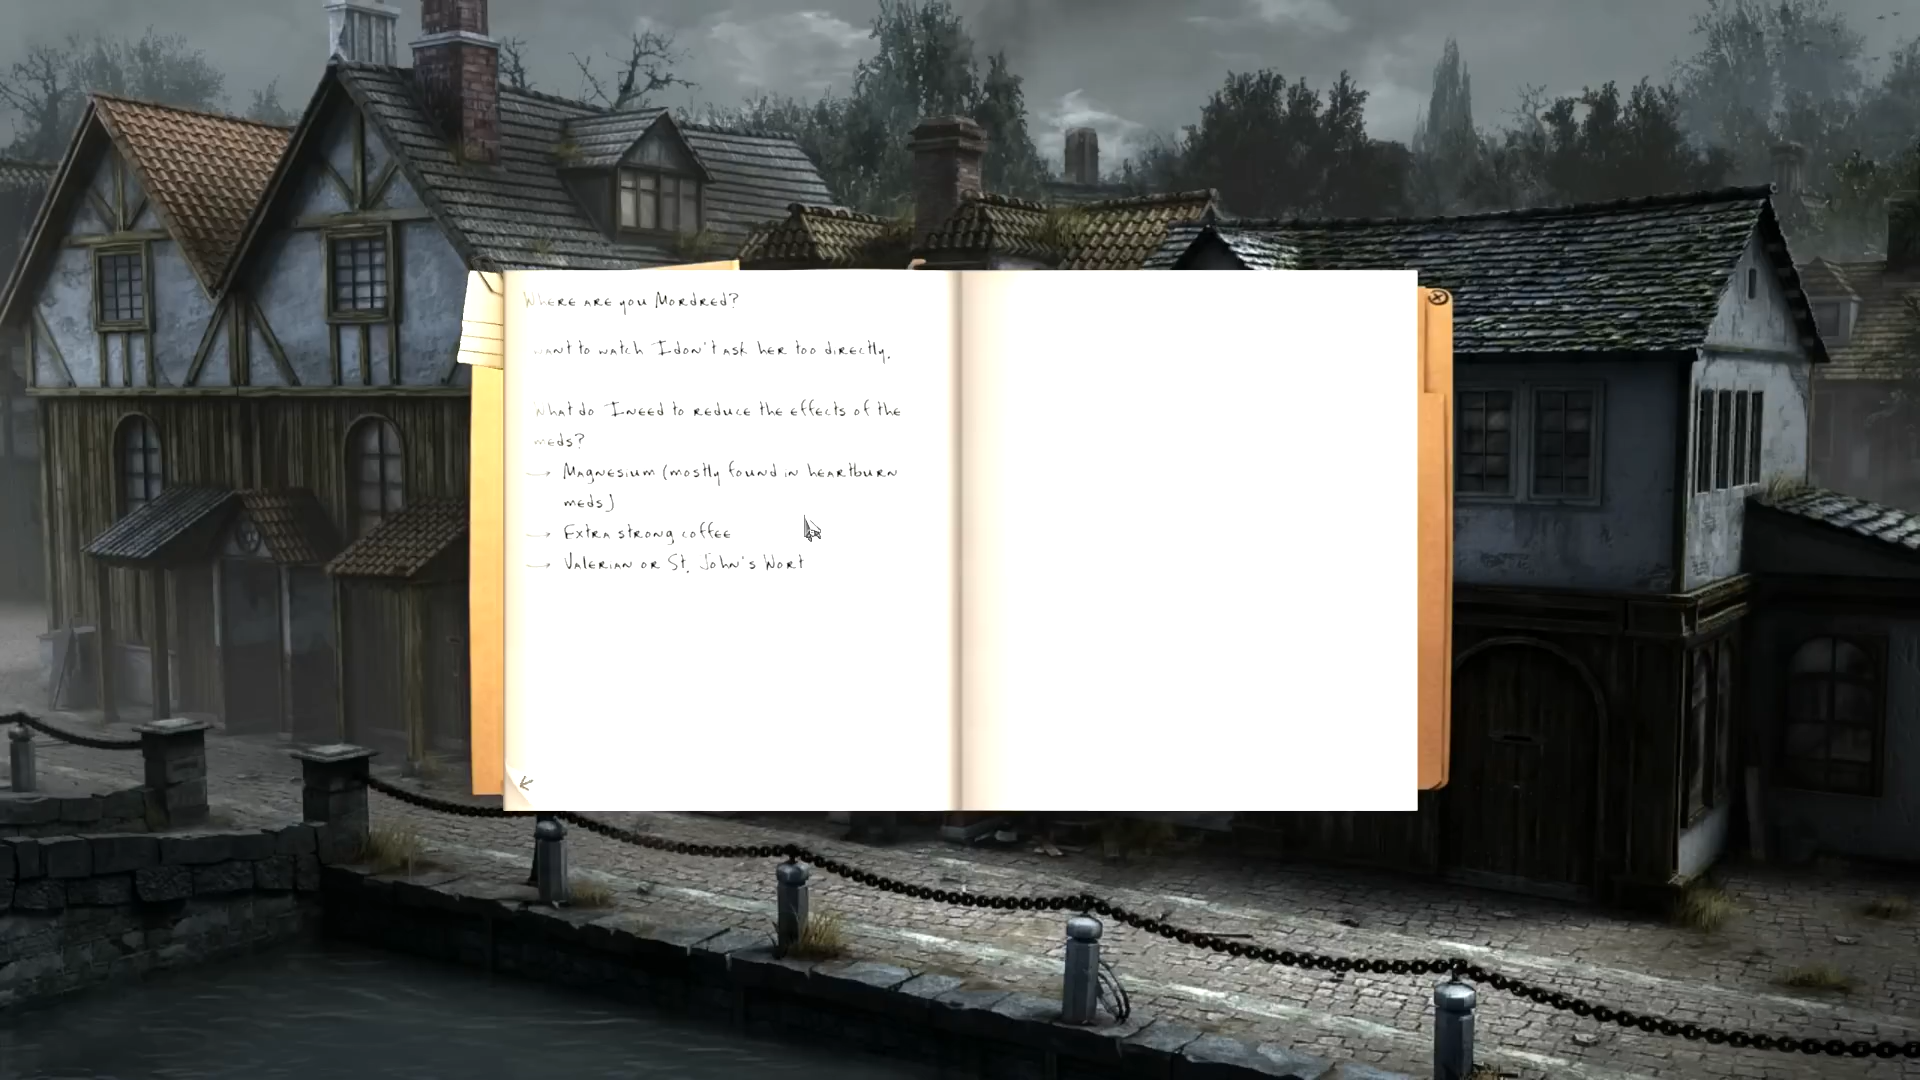 Where are you Mordred?
want to watch I don't ask her too directly.
What do I need to reduce the effects of the
meds?
→ Magnesium (mostly found in heartburn
meds)
→ Extra strong coffee
→ Valerian or St. John's Wort